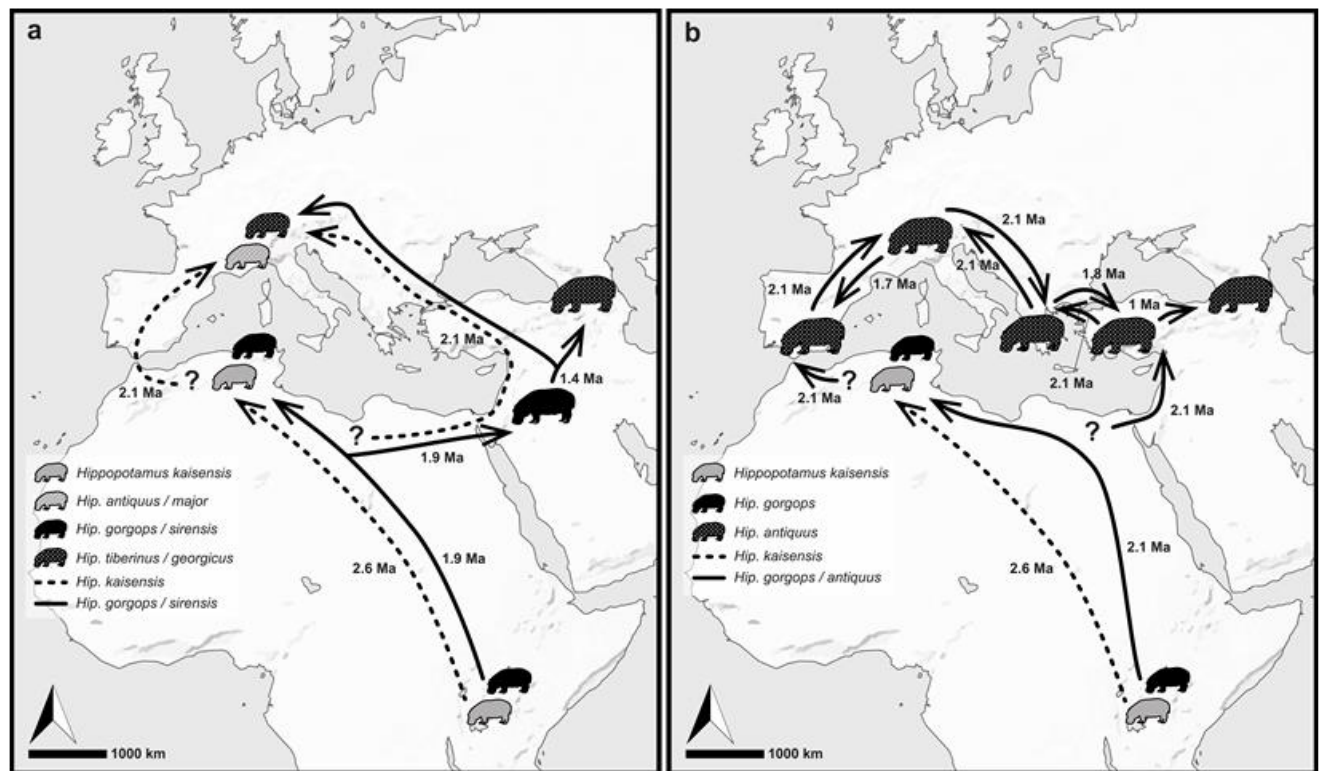 a
2.1 Ma
1.4 Ma
2.1 Ma
?
?
1.9 Ma
Hippopotamus kaisensis
Hip. antiquus / major
Hip. gorgops / sirensis
Hip. tiberinus / georgicus
Hip. kaisensis
Hip. gorgops / sirensis
2.6 Ma
1.9 Ma
1000 km
b
2.1 Ma
2.1 Ma
1.7 Ma
2.1 Ma
1.8 Ma
1 Ma
2.1 Ma
?
2.1 Ma
2.1 Ma
?
Hippopotamus kaisensis
Hip. gorgops
Hip. antiquus
Hip. kaisensis
Hip. gorgops / antiquus
2.1 Ma
2.6 Ma
1000 km